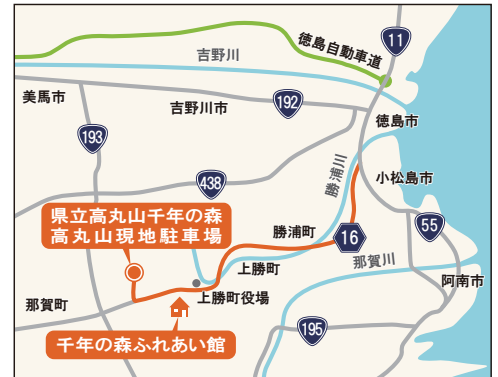 11
徳島自動車道
吉野川
美馬市
吉野川市
192
徳島市
193
勝浦川
438
小松島市
県立高丸山千年の森
高丸山現地駐車場
勝浦町
16
55
上勝町
那賀川
上勝町役場
阿南市
那賀町
195
千年の森ふれあい館